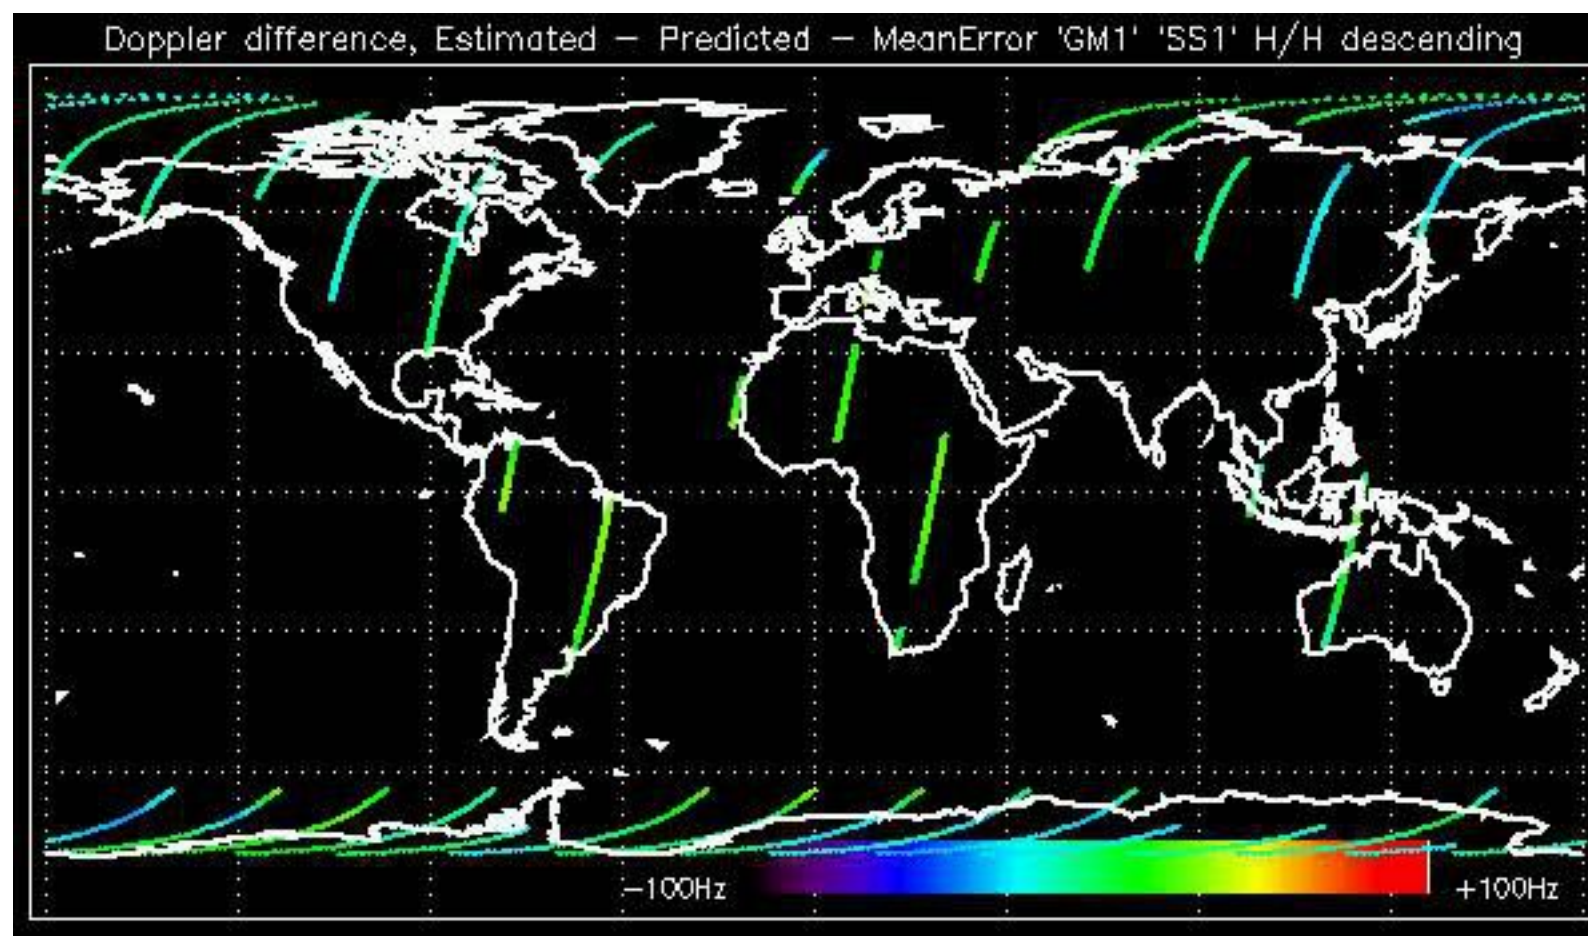 Doppler difference, Estimated – Predicted – MeanError 'GM1' 'SS1' H/H descending
–100Hz
+100Hz